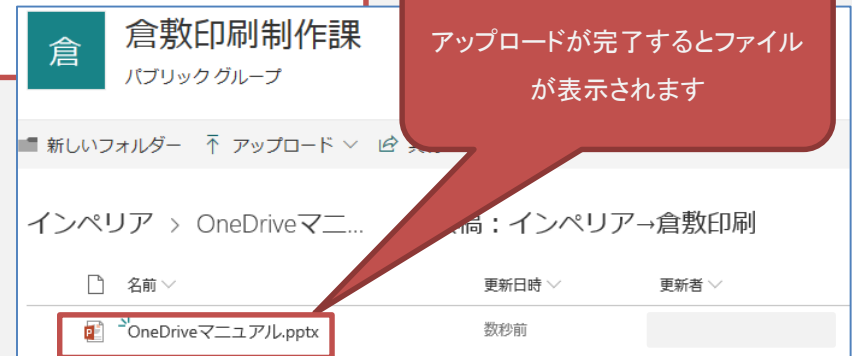 倉
倉敷印刷制作課
パブリック グループ
アップロードが完了するとファイル
が表示されます
新しいフォルダー アップロード
インペリア > OneDriveマニ... 稿：インペリア→倉敷印刷
名前 更新日時 更新者
OneDriveマニュアル.pptx 数秒前